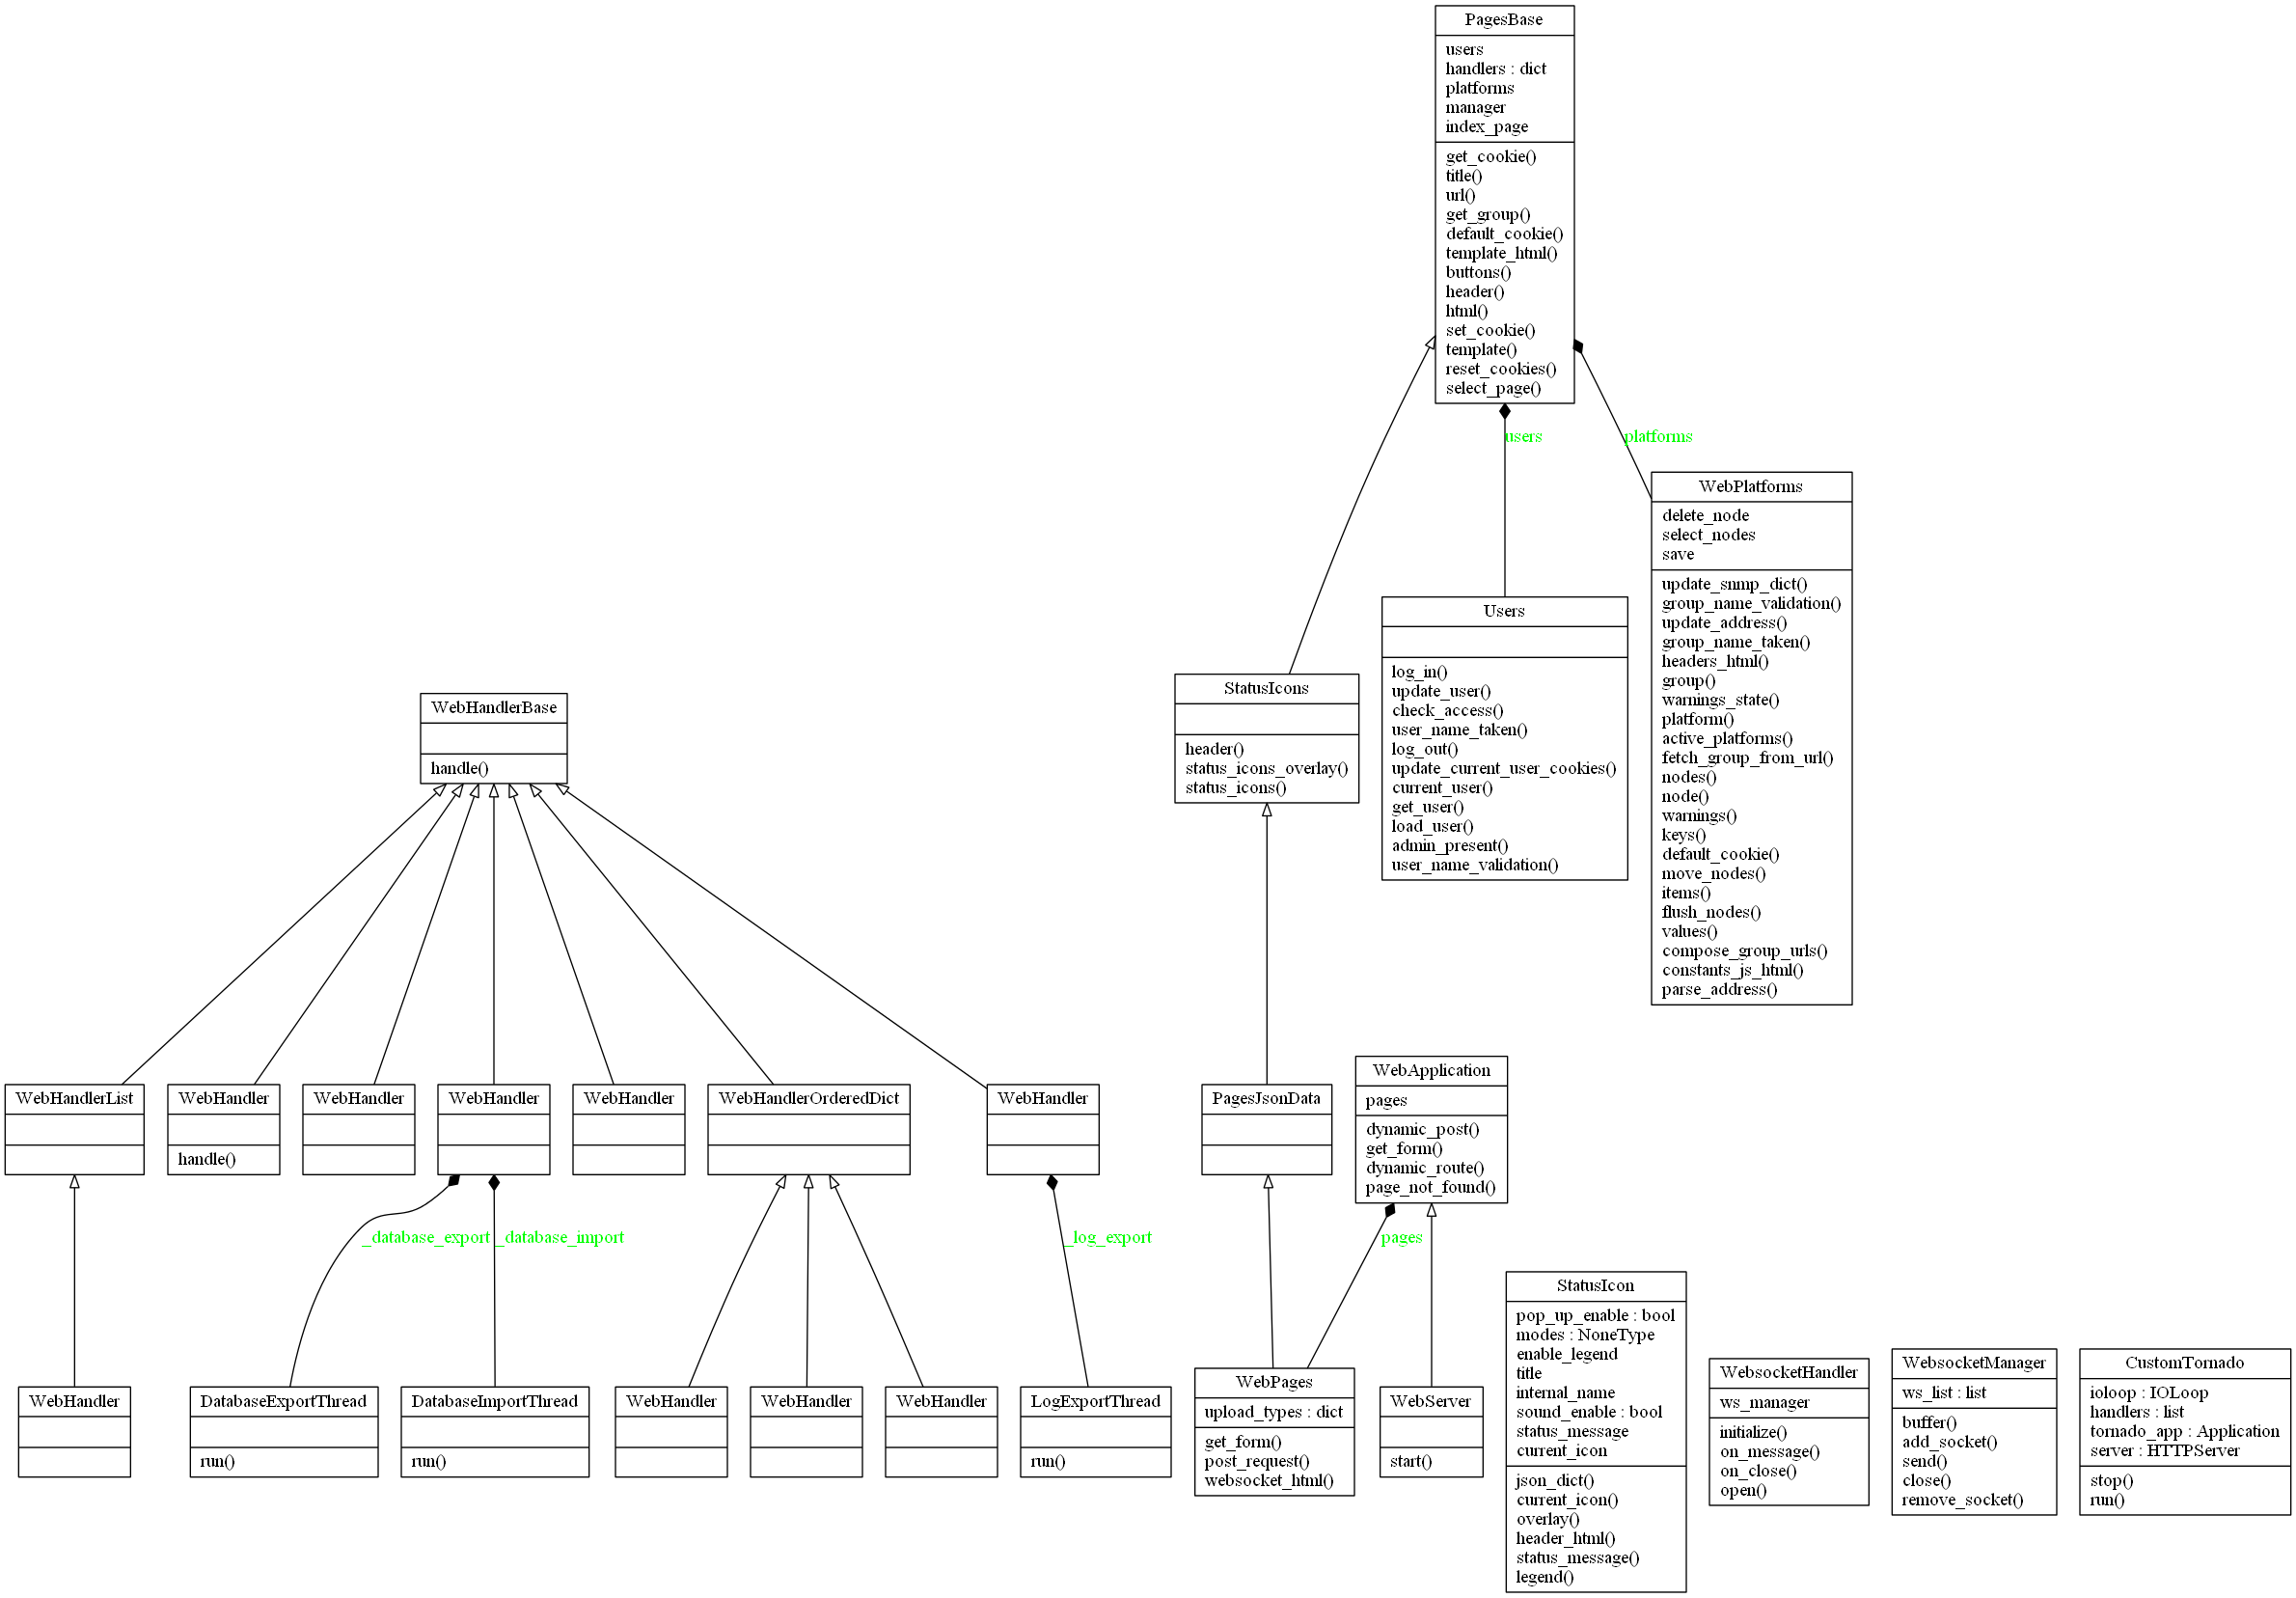 PagesBase
users
handlers : dict
platforms
manager
index_page
get_cookie()
title()
url()
get_group()
default_cookie()
template_html()
buttons()
header()
html()
set_cookie()
template()
reset_cookies()
select_page()
users
platforms
WebPlatforms
delete_node
select_nodes
save
update_snmp_dict()
group_name_validation()
update_address()
group_name_taken()
headers_html()
group()
warnings_state()
platform()
active_platforms()
fetch_group_from_url()
nodes()
node()
warnings()
keys()
default_cookie()
move_nodes()
items()
flush_nodes()
values()
compose_group_urls()
constants_js_html()
parse_address()
Users
log_in()
update_user()
check_access()
user_name_taken()
log_out()
update_current_user_cookies()
current_user()
get_user()
load_user()
admin_present()
user_name_validation()
StatusIcons
header()
status_icons_overlay()
status_icons()
WebHandlerBase
handle()
WebHandlerList
WebHandler
handle()
WebHandler
WebHandler
WebHandler
WebHandlerOrderedDict
WebHandler
PagesJsonData
WebApplication
pages
dynamic_post()
get_form()
dynamic_route()
page_not_found()
_database_export
_database_import
_log_export
pages
WebHandler
DatabaseExportThread
run()
DatabaseImportThread
run()
WebHandler
WebHandler
WebHandler
LogExportThread
run()
WebPages
upload_types : dict
get_form()
post_request()
websocket_html()
WebServer
start()
StatusIcon
pop_up_enable : bool
modes : NoneType
enable_legend
title
internal_name
sound_enable : bool
status_message
current_icon
json_dict()
current_icon()
overlay()
header_html()
status_message()
legend()
WebsocketHandler
ws_manager
initialize()
on_message()
on_close()
open()
WebsocketManager
ws_list : list
buffer()
add_socket()
send()
close()
remove_socket()
CustomTornado
ioloop : IOLoop
handlers : list
tornado_app : Application
server : HTTPServer
stop()
run()